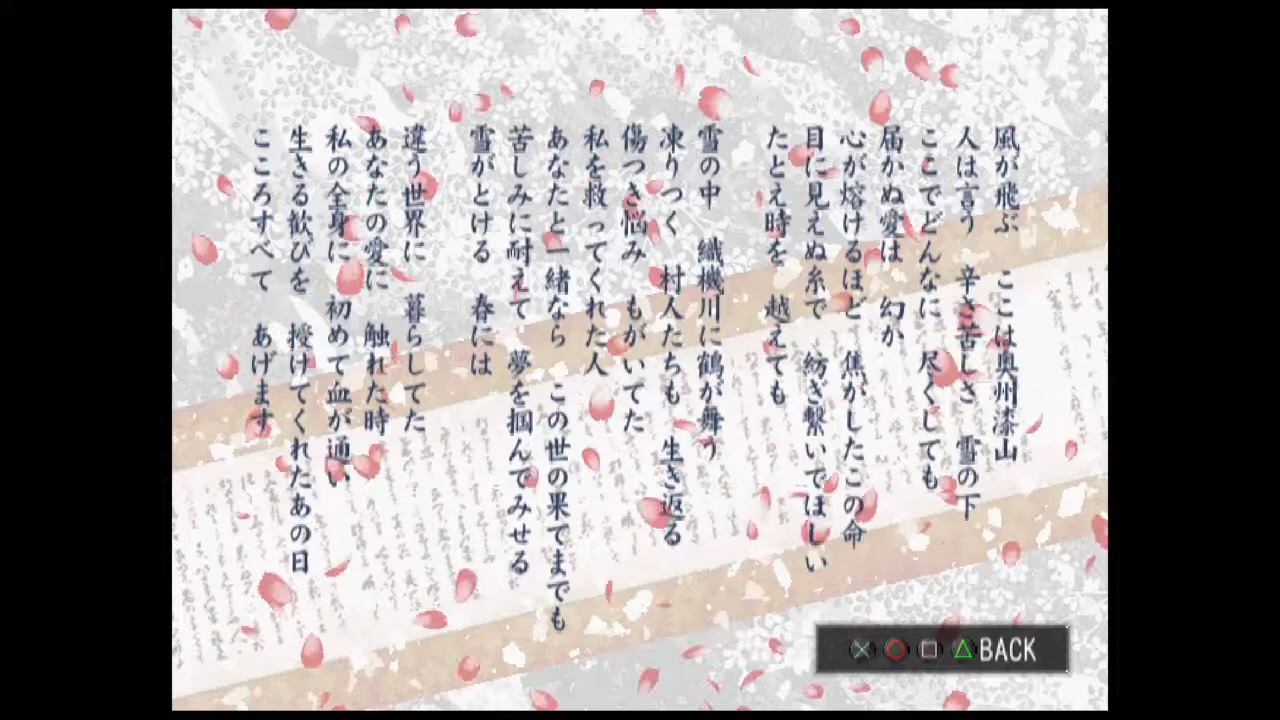 風が飛ぶ　ここは奥州漆山
人は言う　辛さ苦しさ　雪の下
ここでどんなに　尽くしても
届かぬ愛は　幻か
心が熔けるほど　焦がしたこの命
目に見えぬ糸で　紡ぎ繋いでほしい
たとえ時を　越えても
雪の中　織機川に鶴が舞う
凍りつく　村人たちも　生き返る
傷つき悩み　もがいてた
私を救ってくれた人
あなたと一緒なら　この世の果てまでも
苦しみに耐えて　夢を掴んでみせる
雪がとける　春には
違う世界に　暮らしてた
あなたの愛に　触れた時
私の全身に　初めて血が通い
生きる歓びを　授けてくれたあの日
こころすべて　あげます
BACK